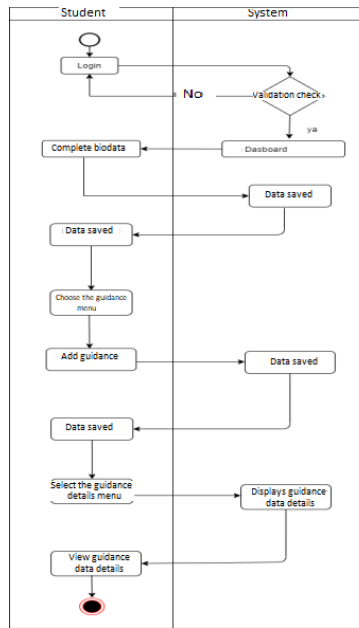 Student
System
Login
No
Validation check
ya
Dasboard
Complete biodata
Data saved
Data saved
Choose the guidance
menu
Add guidance
Data saved
Data saved
Select the guidance
details menu
Displays guidance
data details
View guidance
data details